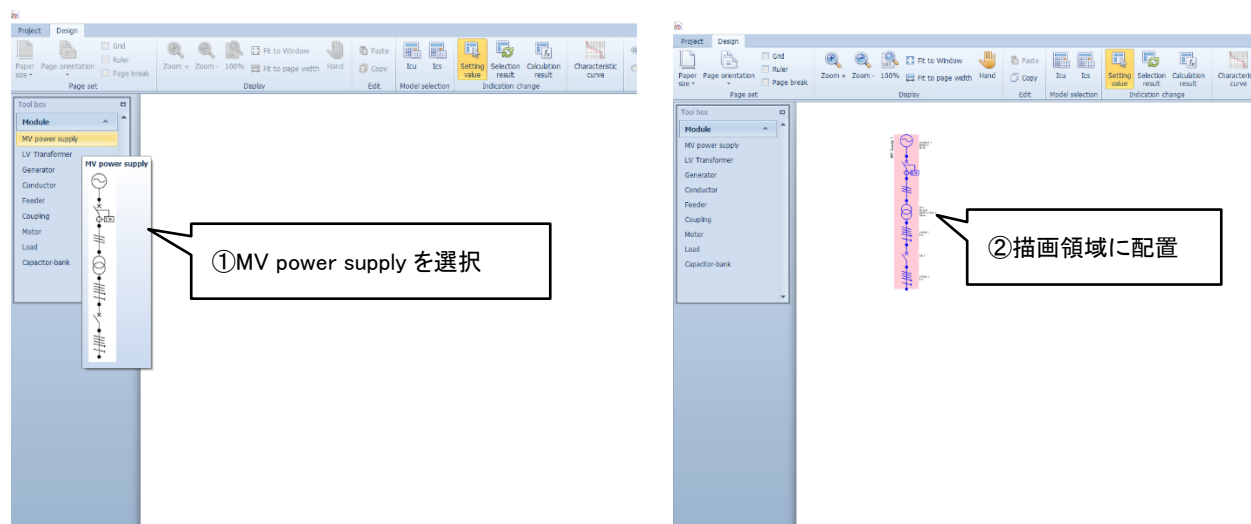 Project Design
Grid
Ruler
Page break
Paper size
Page orientation
Page set
Zoom +
Zoom -
100%
Fit to Window
Fit to page width
Hand
Display
Paste
Copy
Edit
Icu
Ics
Model selection
Setting value
Selection result
Calculation result
Indication change
Characteristic curve
Tool box
Module
MV power supply
LV Transformer
Generator
Conductor
Feeder
Coupling
Motor
Load
Capacitor-bank
MV power supply
①MV power supply を選択
Project Design
Grid
Ruler
Page break
Paper size
Page orientation
Page set
Zoom +
Zoom -
100%
Fit to Window
Fit to page width
Hand
Display
Paste
Copy
Edit
Icu
Ics
Model selection
Setting value
Selection result
Calculation result
Indication change
curve
Tool box
Module
MV power supply
LV Transformer
Generator
Conductor
Feeder
Coupling
Motor
Load
Capacitor-bank
②描画領域に配置